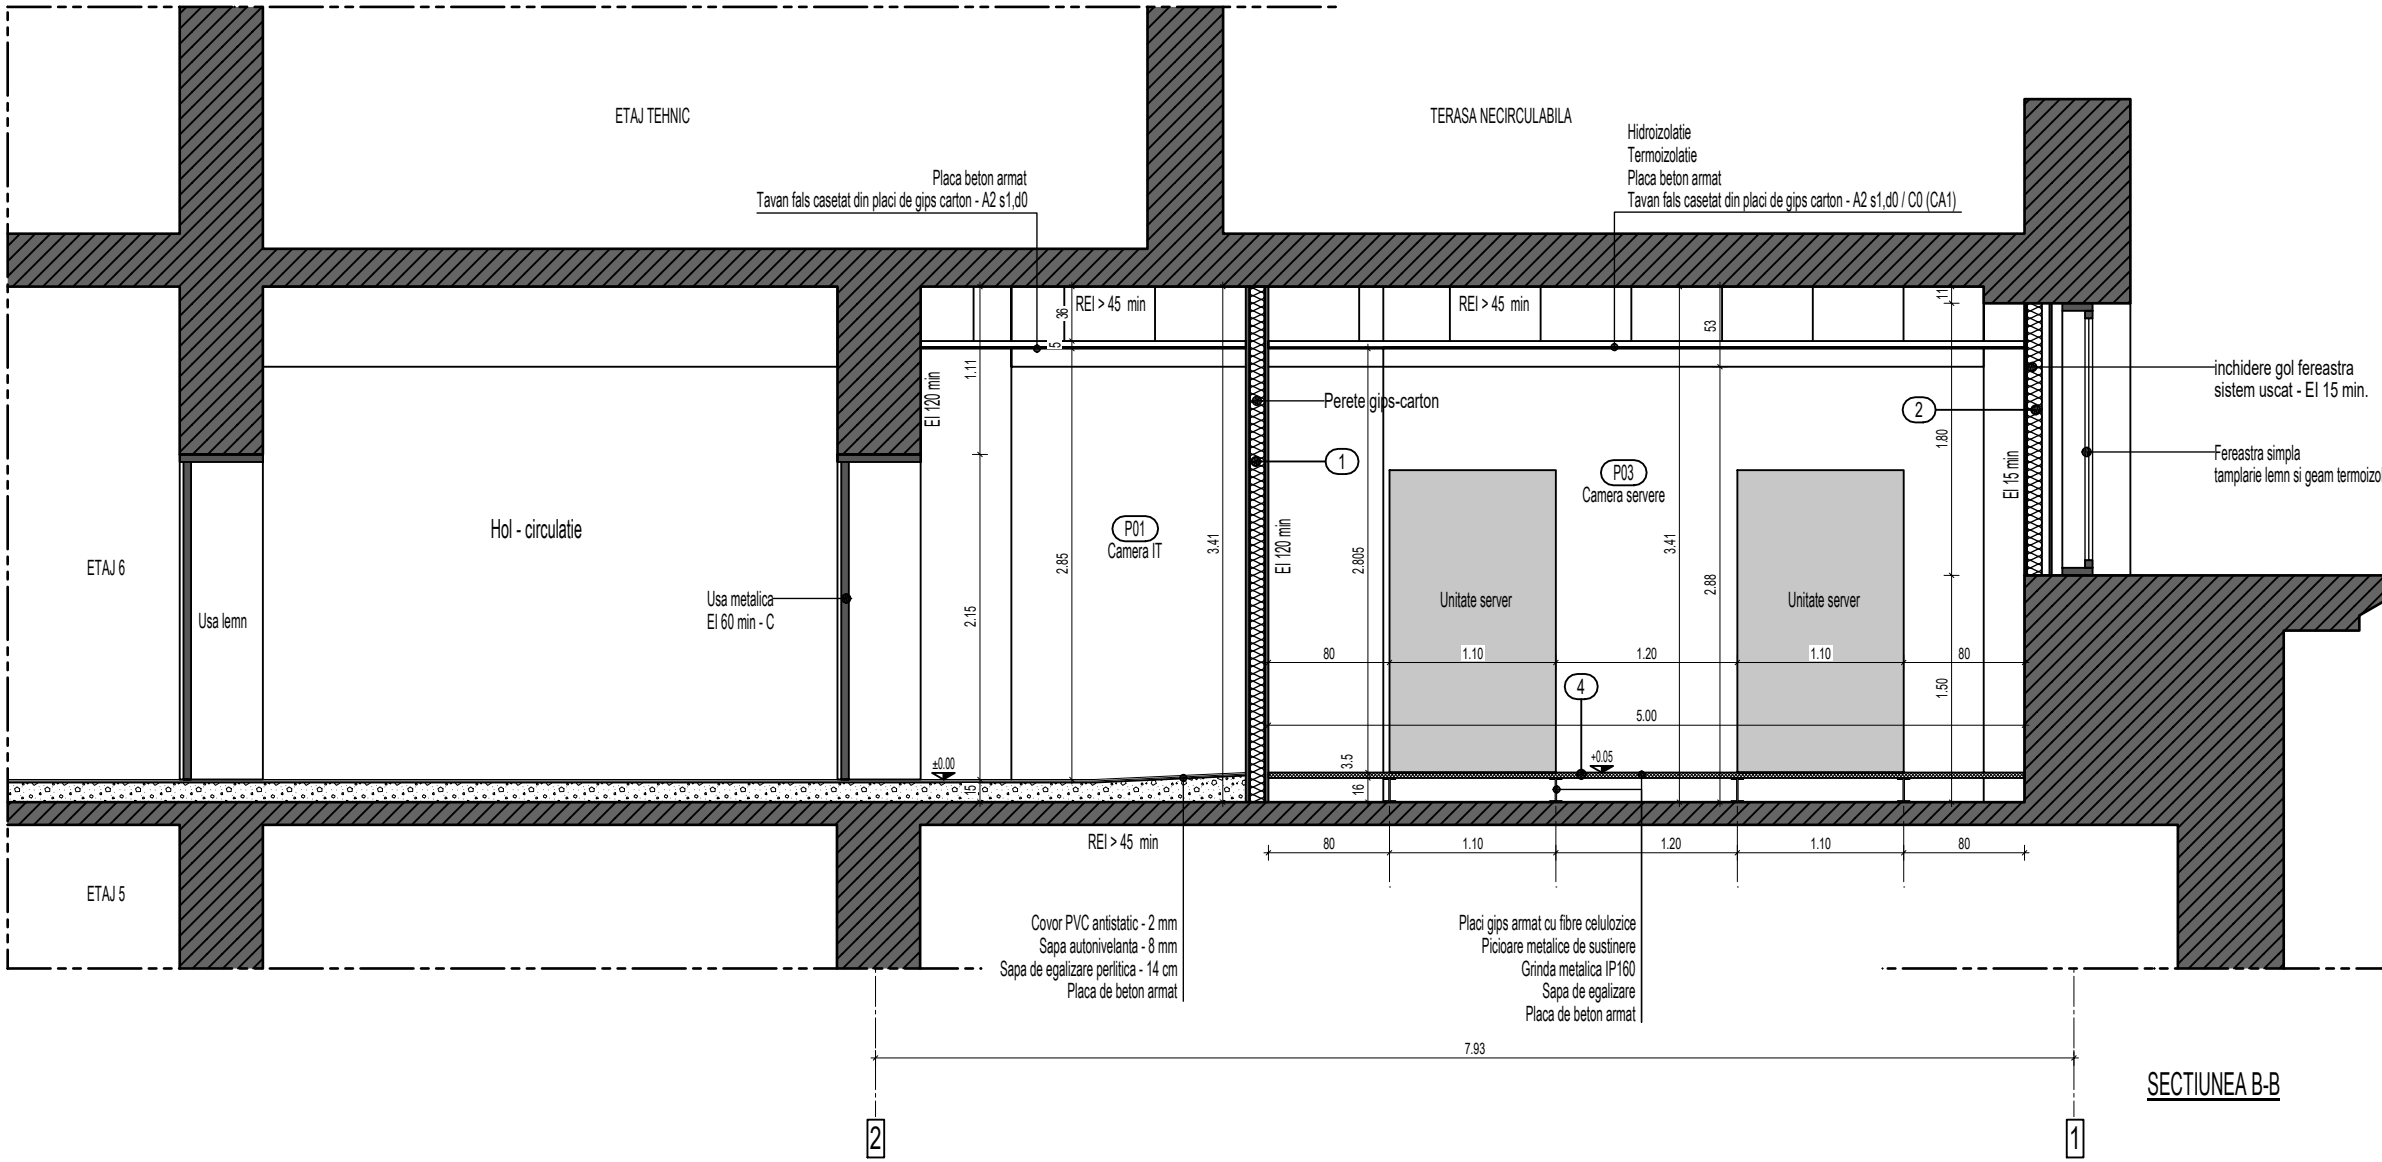 ETAJ TEHNIC
TERASA NECIRCULABILA
Hidroizolatie
Termoizolatie
Placa beton armat
Tavan fals casetat din placi de gips carton - A2 s1,d0 / C0 (CA1)
Placa beton armat
Tavan fals casetat din placi de gips carton - A2 s1,d0
REI > 45 min
REI > 45 min
36
5
53
11
1.11
EI 120 min
Perete gips-carton
inchidere gol fereastra
sistem uscat - EI 15 min.
2
1.80
1
Fereastra simpla
tamplarie lemn si geam termoizol
P03
Camera servere
EI 15 min
Hol - circulatie
P01
Camera IT
3.41
EI 120 min
2.85
2.805
3.41
2.88
ETAJ 6
Usa lemn
Usa metalica
EI 60 min - C
2.15
Unitate server
Unitate server
80
1.10
1.20
1.10
80
4
1.50
5.00
±0.00
+0.05
3.5
15
16
REI > 45 min
80
1.10
1.20
1.10
80
ETAJ 5
Covor PVC antistatic - 2 mm
Sapa autonivelanta - 8 mm
Sapa de egalizare perlitica - 14 cm
Placa de beton armat
Placi gips armat cu fibre celulozice
Picioare metalice de sustinere
Grinda metalica IP160
Sapa de egalizare
Placa de beton armat
7.93
SECTIUNEA B-B
2
1